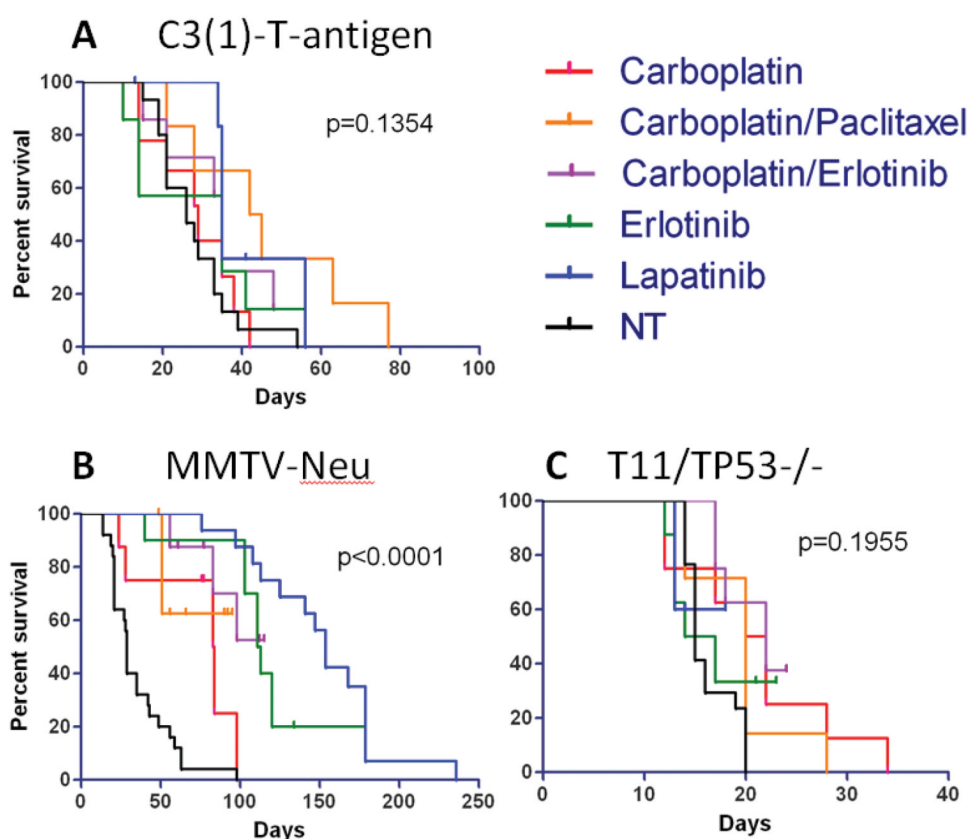 A C3(1)-T-antigen
Percent survival
100
80
60
40
20
0
p=0.1354
0 20 40 60 80 100
Days
Carboplatin
Carboplatin/Paclitaxel
Carboplatin/Erlotinib
Erlotinib
Lapatinib
NT
B MMTV-Neu
Percent survival
100
80
60
40
20
0
p<0.0001
0 50 100 150 200 250
Days
C T11/TP53-/-
100
80
60
40
20
0
p=0.1955
0 10 20 30 40
Days